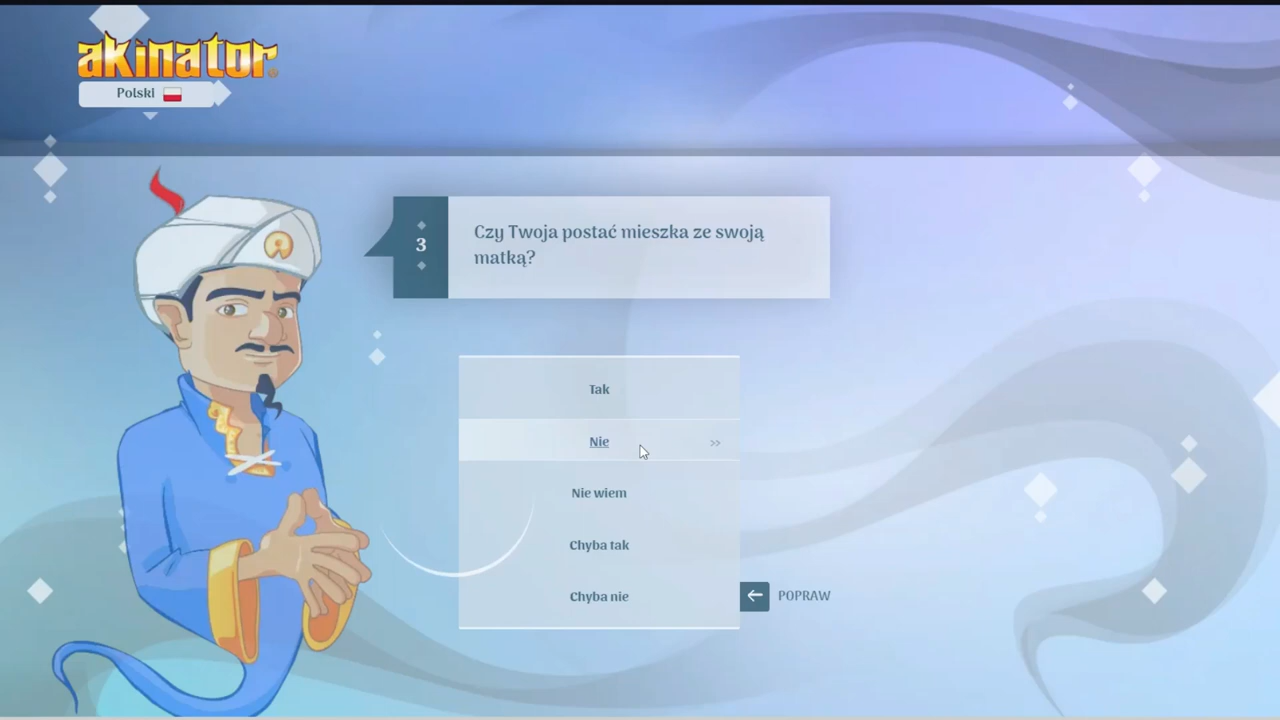 akinator
Polski
3
Czy Twoja postać mieszka ze swoją
matką?
Tak
Nie >>
Nie wiem
Chyba tak
Chyba nie
POPRAW